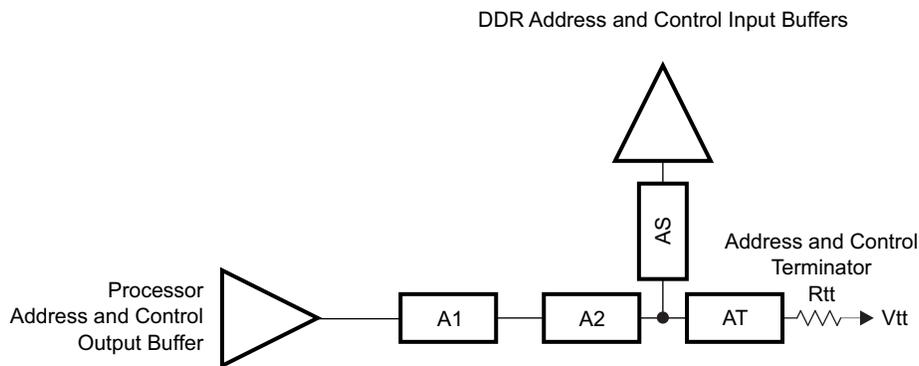 DDR Address and Control Input Buffers
AS
Address and Control
Terminator
Rtt
Processor
Address and Control
Output Buffer
A1
A2
AT
Vtt